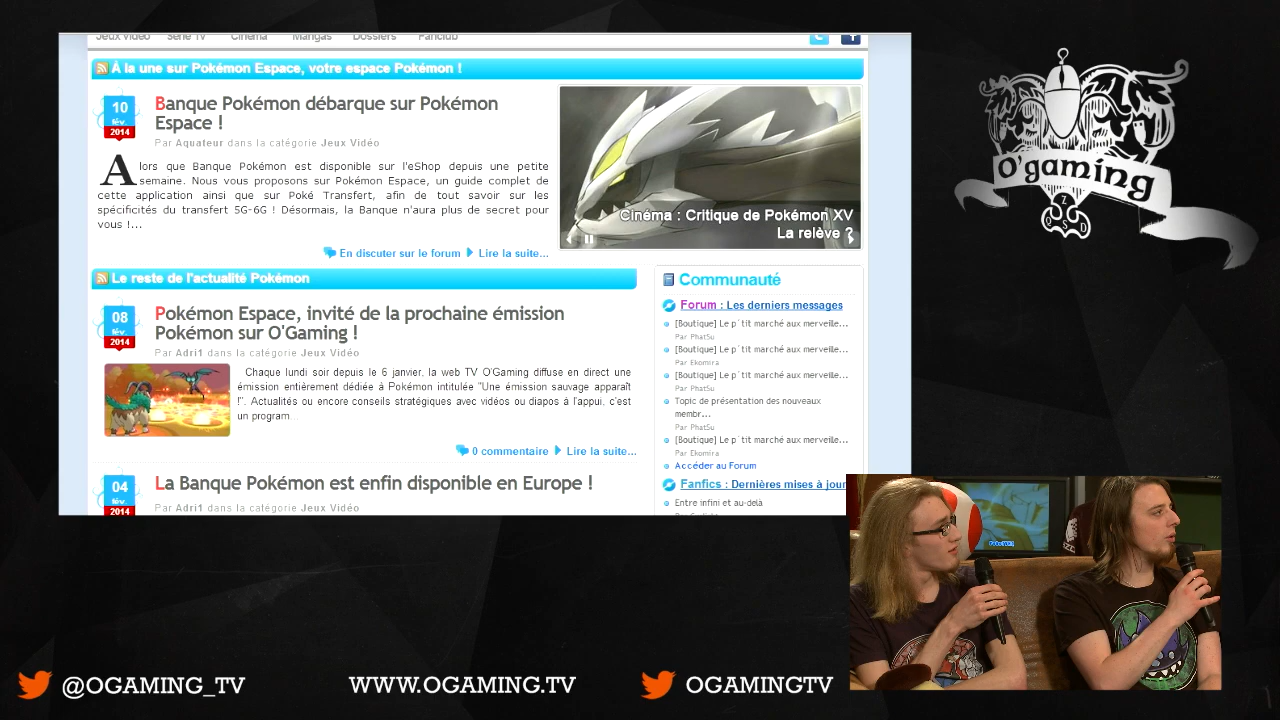 Jeux vidéo Série TV Cinéma Mangas Dossiers Fanclub
À la une sur Pokémon Espace, votre espace Pokémon !
10
fév.
2014
Banque Pokémon débarque sur Pokémon
Espace !
Par Aquateur dans la catégorie Jeux Vidéo
Alors que Banque Pokémon est disponible sur l'eShop depuis une petite
semaine. Nous vous proposons sur Pokémon Espace, un guide complet de
cette application ainsi que sur Poké Transfert, afin de tout savoir sur les
spécificités du transfert 5G-6G ! Désormais, la Banque n'aura plus de secret pour
vous !...
En discuter sur le forum Lire la suite...
Cinéma : Critique de Pokémon XV
La relève ?
Le reste de l'actualité Pokémon
08
fév.
2014
Pokémon Espace, invité de la prochaine émission
Pokémon sur O'Gaming !
Par Adri1 dans la catégorie Jeux Vidéo
Chaque lundi soir depuis le 6 janvier, la web TV O'Gaming diffuse en direct une
émission entièrement dédiée à Pokémon intitulée "Une émission sauvage apparaît
!". Actualités ou encore conseils stratégiques avec vidéos ou diapos à l'appui, c'est
un program...
0 commentaire Lire la suite...
04
fév.
2014
La Banque Pokémon est enfin disponible en Europe !
Par Adri1 dans la catégorie Jeux Vidéo
Communauté
Forum : Les derniers messages
[Boutique] Le p´tit marché aux merveille...
Par PhatSu
[Boutique] Le p´tit marché aux merveille...
Par Ekomira
[Boutique] Le p´tit marché aux merveille...
Par PhatSu
Topic de présentation des nouveaux
membr...
Par PhatSu
[Boutique] Le p´tit marché aux merveille...
Par Ekomira
Accéder au Forum
Fanfics : Dernières mises à jour
Entre infini et au-delà
O'gaming
Z
Q S D
@OGAMING_TV
WWW.OGAMING.TV
OGAMINGTV